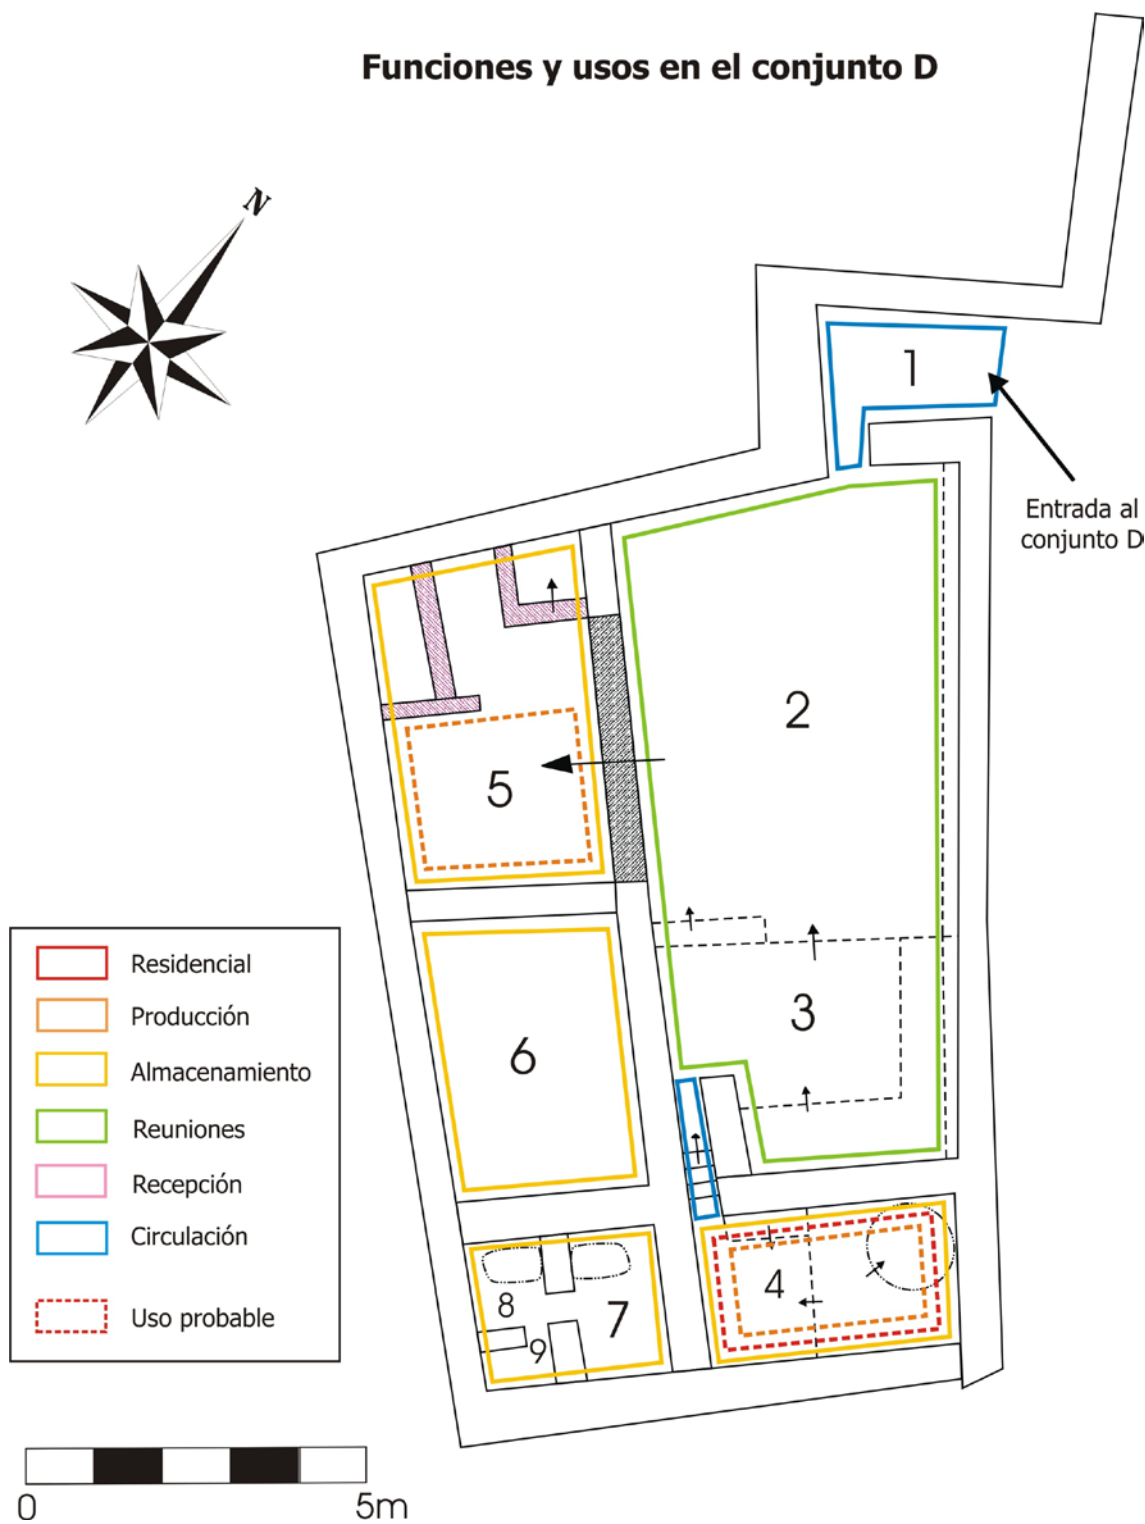 Funciones y usos en el conjunto D
N
1
Entrada al
conjunto D
2
5
3
6
4
8
7
9
Residencial
Producción
Almacenamiento
Reuniones
Recepción
Circulación
Uso probable
0
5m